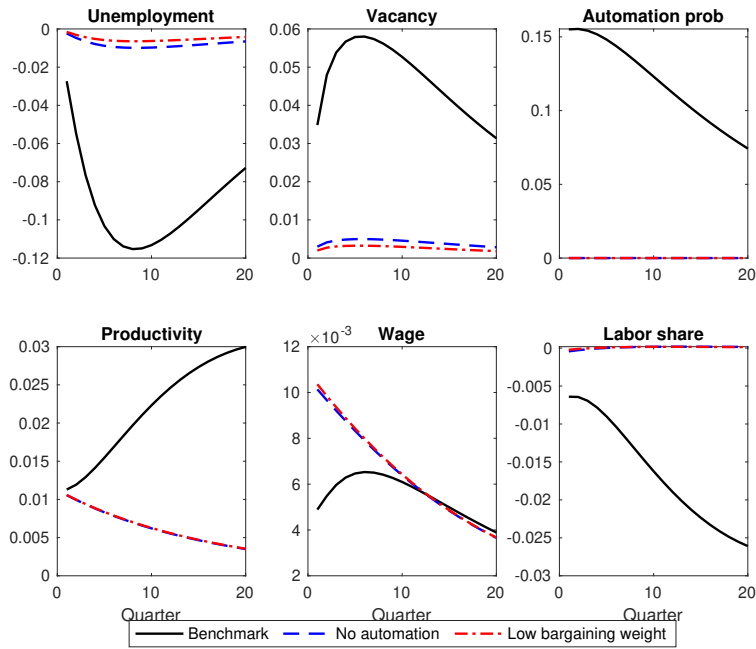 Unemployment
0
-0.02
-0.04
-0.06
-0.08
-0.1
-0.12
0 10 20
Vacancy
0.06
0.05
0.04
0.03
0.02
0.01
0
0 10 20
Automation prob
0.15
0.1
0.05
0
0 10 20
Productivity
0.03
0.025
0.02
0.015
0.01
0.005
0
0 10 20
Quarter
Wage
× 10⁻³
12
10
8
6
4
2
0 10 20
Quarter
Labor share
0
-0.005
-0.01
-0.015
-0.02
-0.025
-0.03
0 10 20
Quarter
Benchmark No automation Low bargaining weight